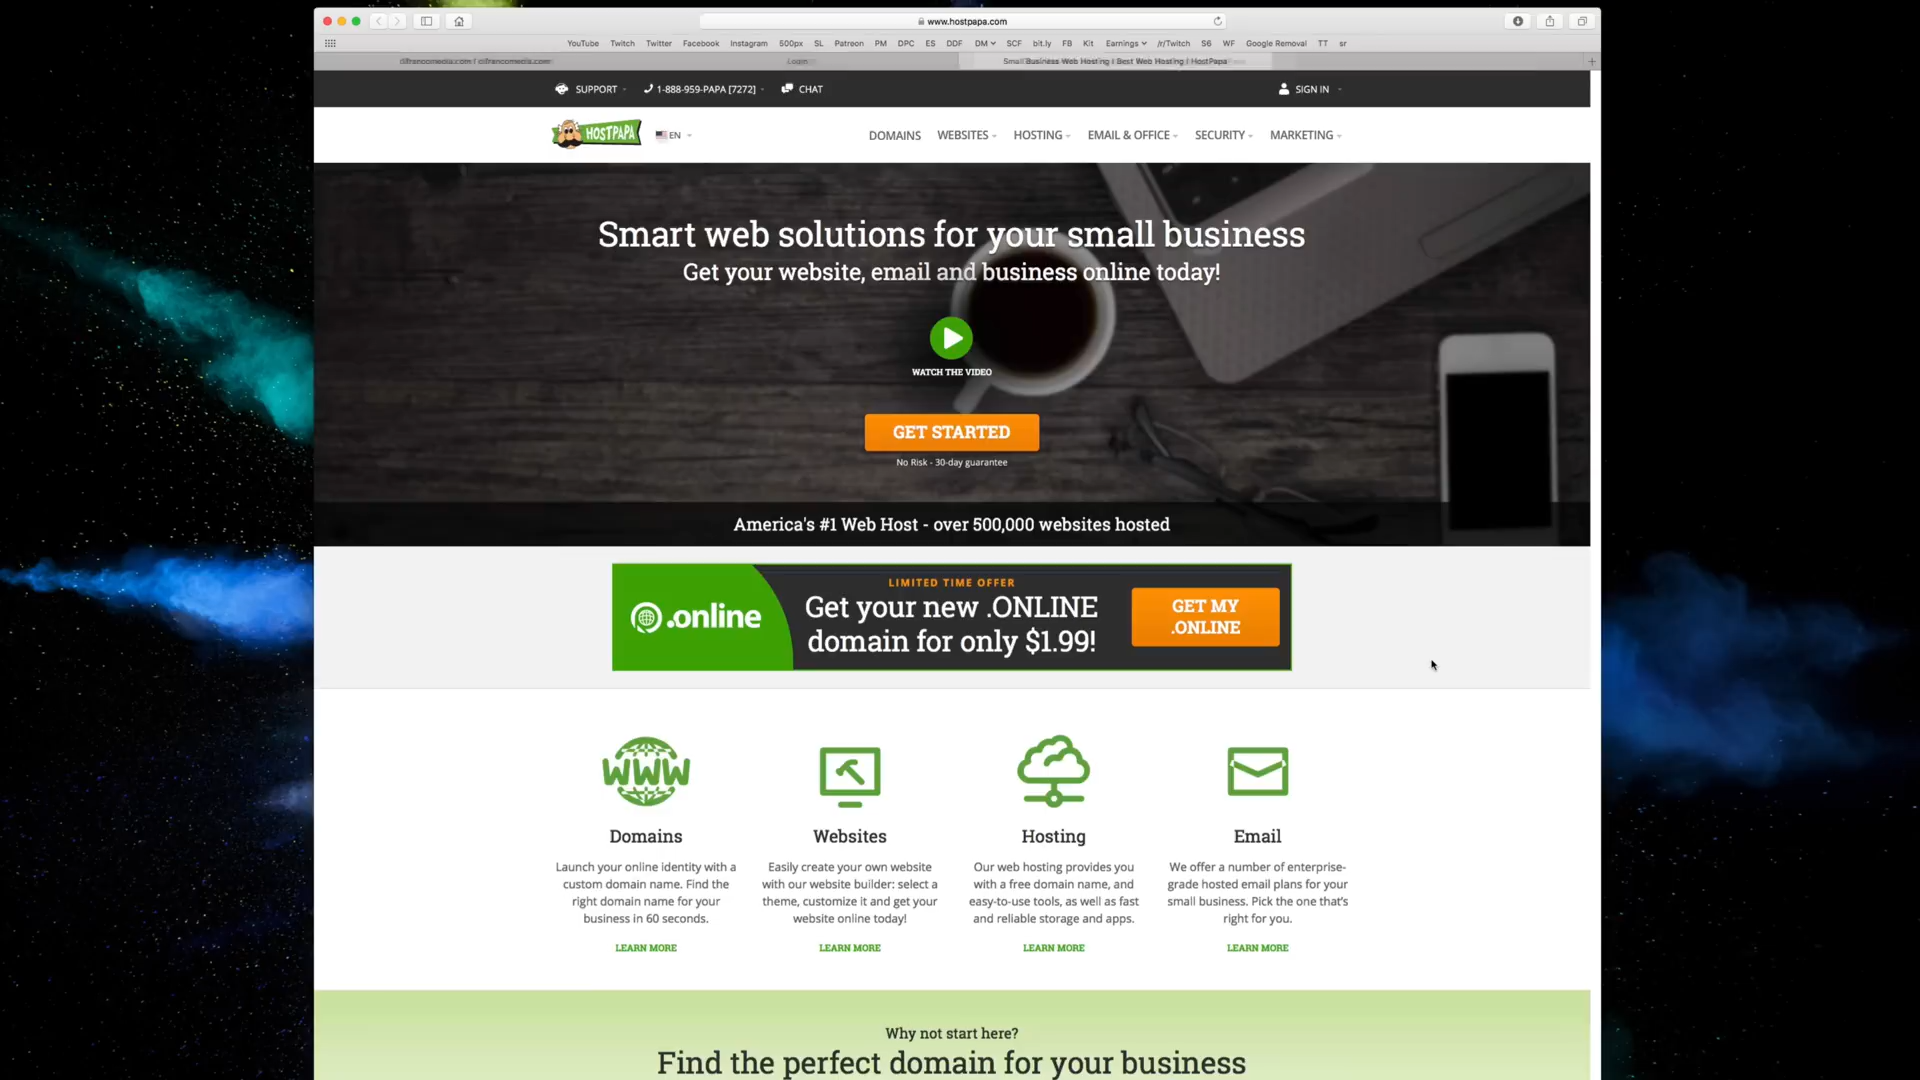 www.hostpapa.com
YouTube Twitch Twitter Facebook Instagram 500px SL Patreon PM DPC ES DDF DM SCF bit.ly FB Kit Earnings /r/Twitch S6 WF Google Removal TT sr
Login
Small Business Web Hosting | Best Web Hosting | HostPapa
SUPPORT 1-888-959-PAPA [7272] CHAT SIGN IN
HOSTPAPA EN DOMAINS WEBSITES HOSTING EMAIL & OFFICE SECURITY MARKETING
Smart web solutions for your small business
Get your website, email and business online today!
WATCH THE VIDEO
GET STARTED
No Risk - 30-day guarantee
America's #1 Web Host - over 500,000 websites hosted
LIMITED TIME OFFER
.online
Get your new .ONLINE
domain for only $1.99!
GET MY
.ONLINE
WWW
Domains
Launch your online identity with a
custom domain name. Find the
right domain name for your
business in 60 seconds.
LEARN MORE
Websites
Easily create your own website
with our website builder: select a
theme, customize it and get your
website online today!
LEARN MORE
Hosting
Our web hosting provides you
with a free domain name, and
easy-to-use tools, as well as fast
and reliable storage and apps.
LEARN MORE
Email
We offer a number of enterprise-
grade hosted email plans for your
small business. Pick the one that's
right for you.
LEARN MORE
Why not start here?
Find the perfect domain for your business